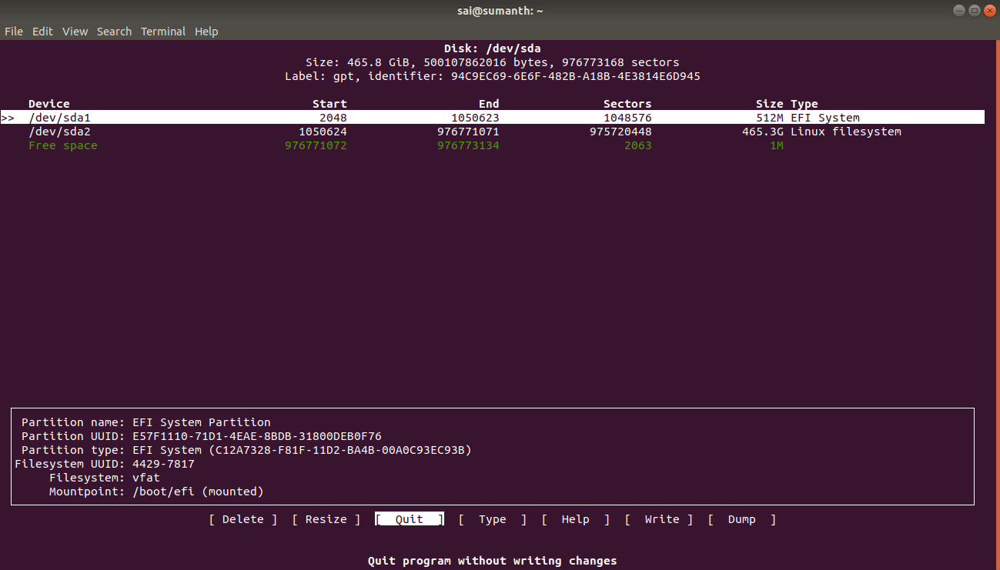 sai@sumanth: ~
File Edit View Search Terminal Help
Disk: /dev/sda
Size: 465.8 GiB, 500107862016 bytes, 976773168 sectors
Label: gpt, identifier: 94C9EC69-6E6F-482B-A18B-4E3814E6D945
Device Start End Sectors Size Type
>> /dev/sda1 2048 1050623 1048576 512M EFI System
/dev/sda2 1050624 976771071 975720448 465.3G Linux filesystem
Free space 976771072 976773134 2063 1M
Partition name: EFI System Partition
Partition UUID: E57F1110-71D1-4EAE-8BDB-31800DEB0F76
Partition type: EFI System (C12A7328-F81F-11D2-BA4B-00A0C93EC93B)
Filesystem UUID: 4429-7817
Filesystem: vfat
Mountpoint: /boot/efi (mounted)
[ Delete ] [ Resize ] [ Quit ] [ Type ] [ Help ] [ Write ] [ Dump ]
Quit program without writing changes